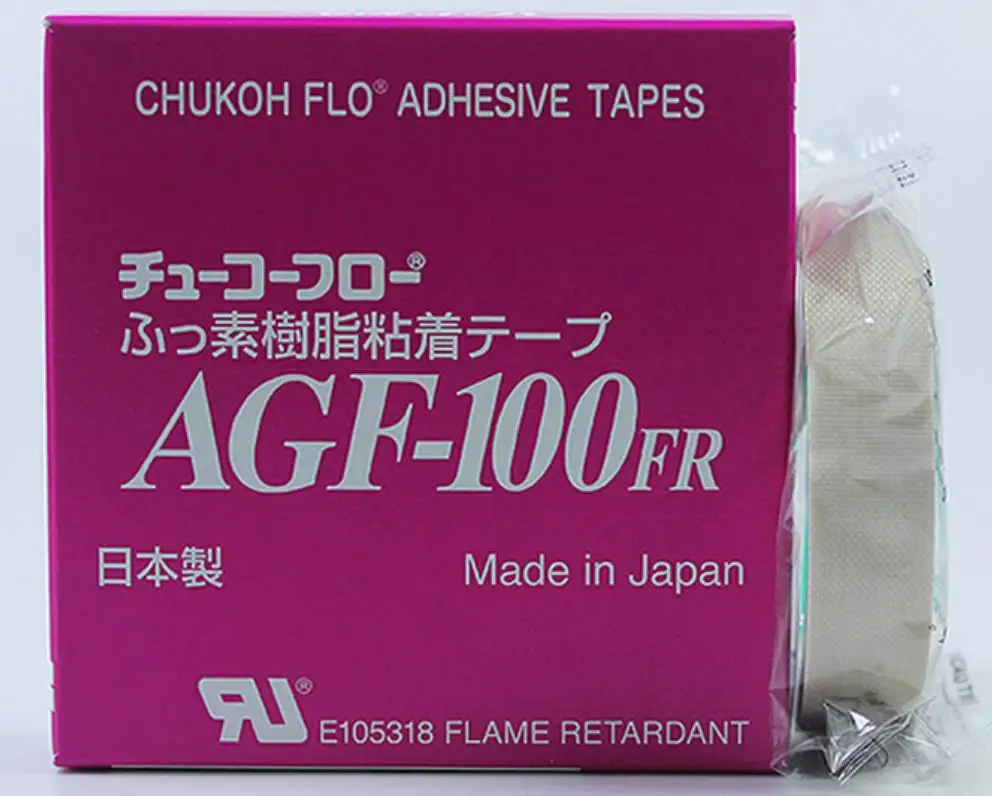 CHUKOH FLO® ADHESIVE TAPES
チューコーフロー®
ふっ素樹脂粘着テープ
AGF-100FR
日本製
Made in Japan
RU® E105318 FLAME RETARDANT